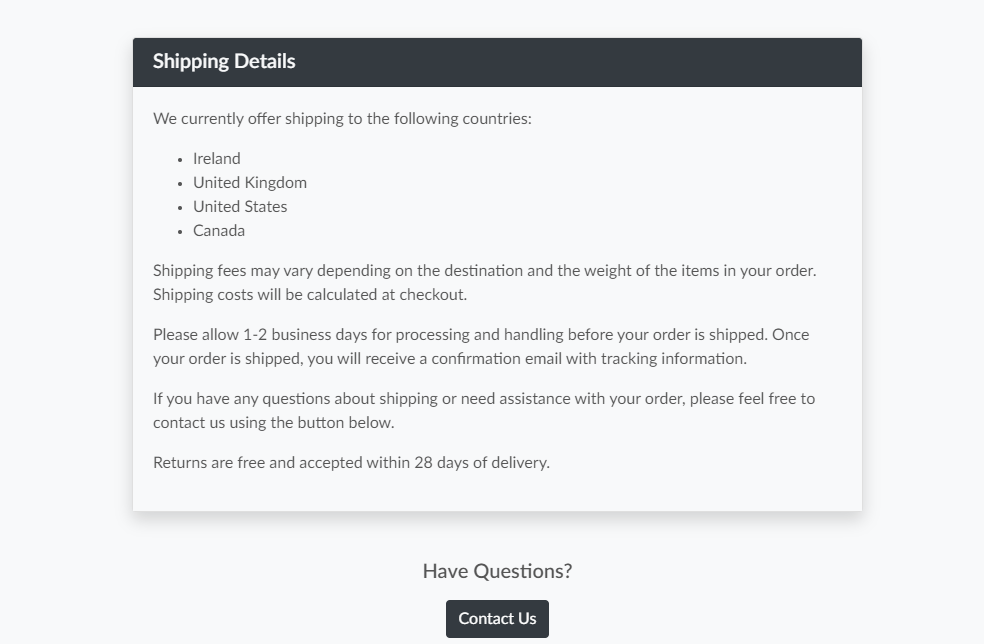 Shipping Details
We currently offer shipping to the following countries:
• Ireland
• United Kingdom
• United States
• Canada
Shipping fees may vary depending on the destination and the weight of the items in your order.
Shipping costs will be calculated at checkout.
Please allow 1-2 business days for processing and handling before your order is shipped. Once
your order is shipped, you will receive a confirmation email with tracking information.
If you have any questions about shipping or need assistance with your order, please feel free to
contact us using the button below.
Returns are free and accepted within 28 days of delivery.
Have Questions?
Contact Us